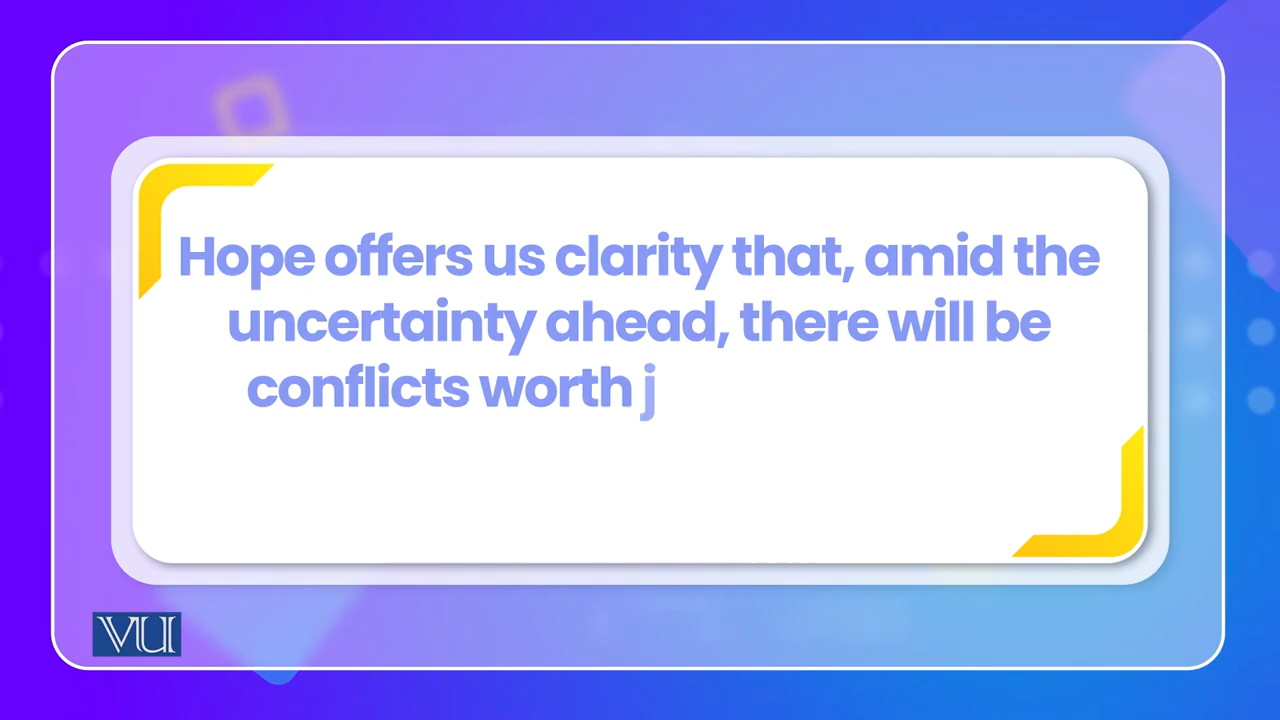 Hope offers us clarity that, amid the
uncertainty ahead, there will be
conflicts worth j
VU